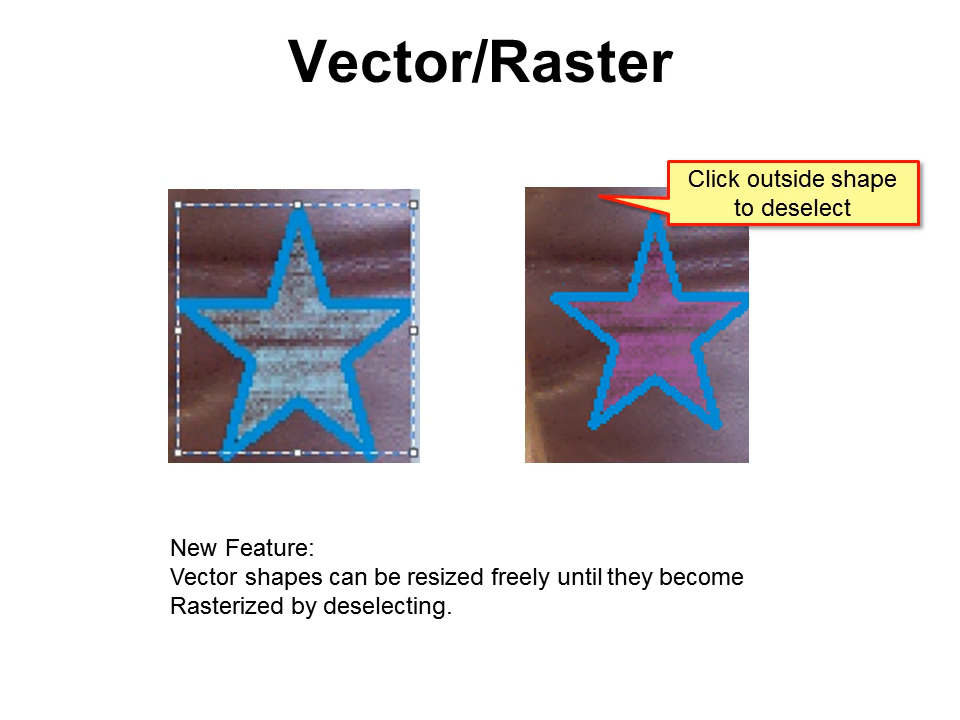 Vector/Raster
Click outside shape
to deselect
New Feature:
Vector shapes can be resized freely until they become
Rasterized by deselecting.